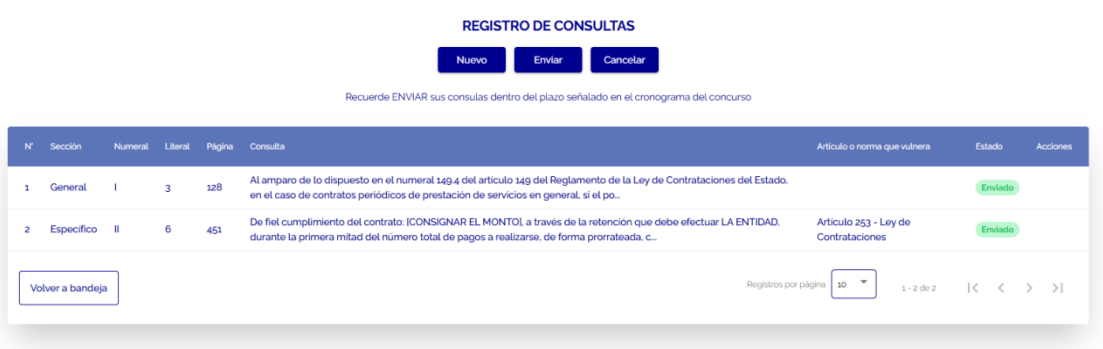 REGISTRO DE CONSULTAS
Nuevo Enviar Cancelar
Recuerde ENVIAR sus consulas dentro del plazo señalado en el cronograma del concurso
N° Sección Numeral Literal Página Consulta Artículo o norma que vulnera Estado Acciones
1 General I 3 128 Al amparo de lo dispuesto en el numeral 149.4 del artículo 149 del Reglamento de la Ley de Contrataciones del Estado, en el caso de contratos periódicos de prestación de servicios en general, si el po... Enviado
2 Específico II 6 451 De fiel cumplimiento del contrato: [CONSIGNAR EL MONTO], a través de la retención que debe efectuar LA ENTIDAD, durante la primera mitad del número total de pagos a realizarse, de forma prorrateada, c... Artículo 253 - Ley de Contrataciones Enviado
Volver a bandeja Registros por página 10 1 - 2 de 2